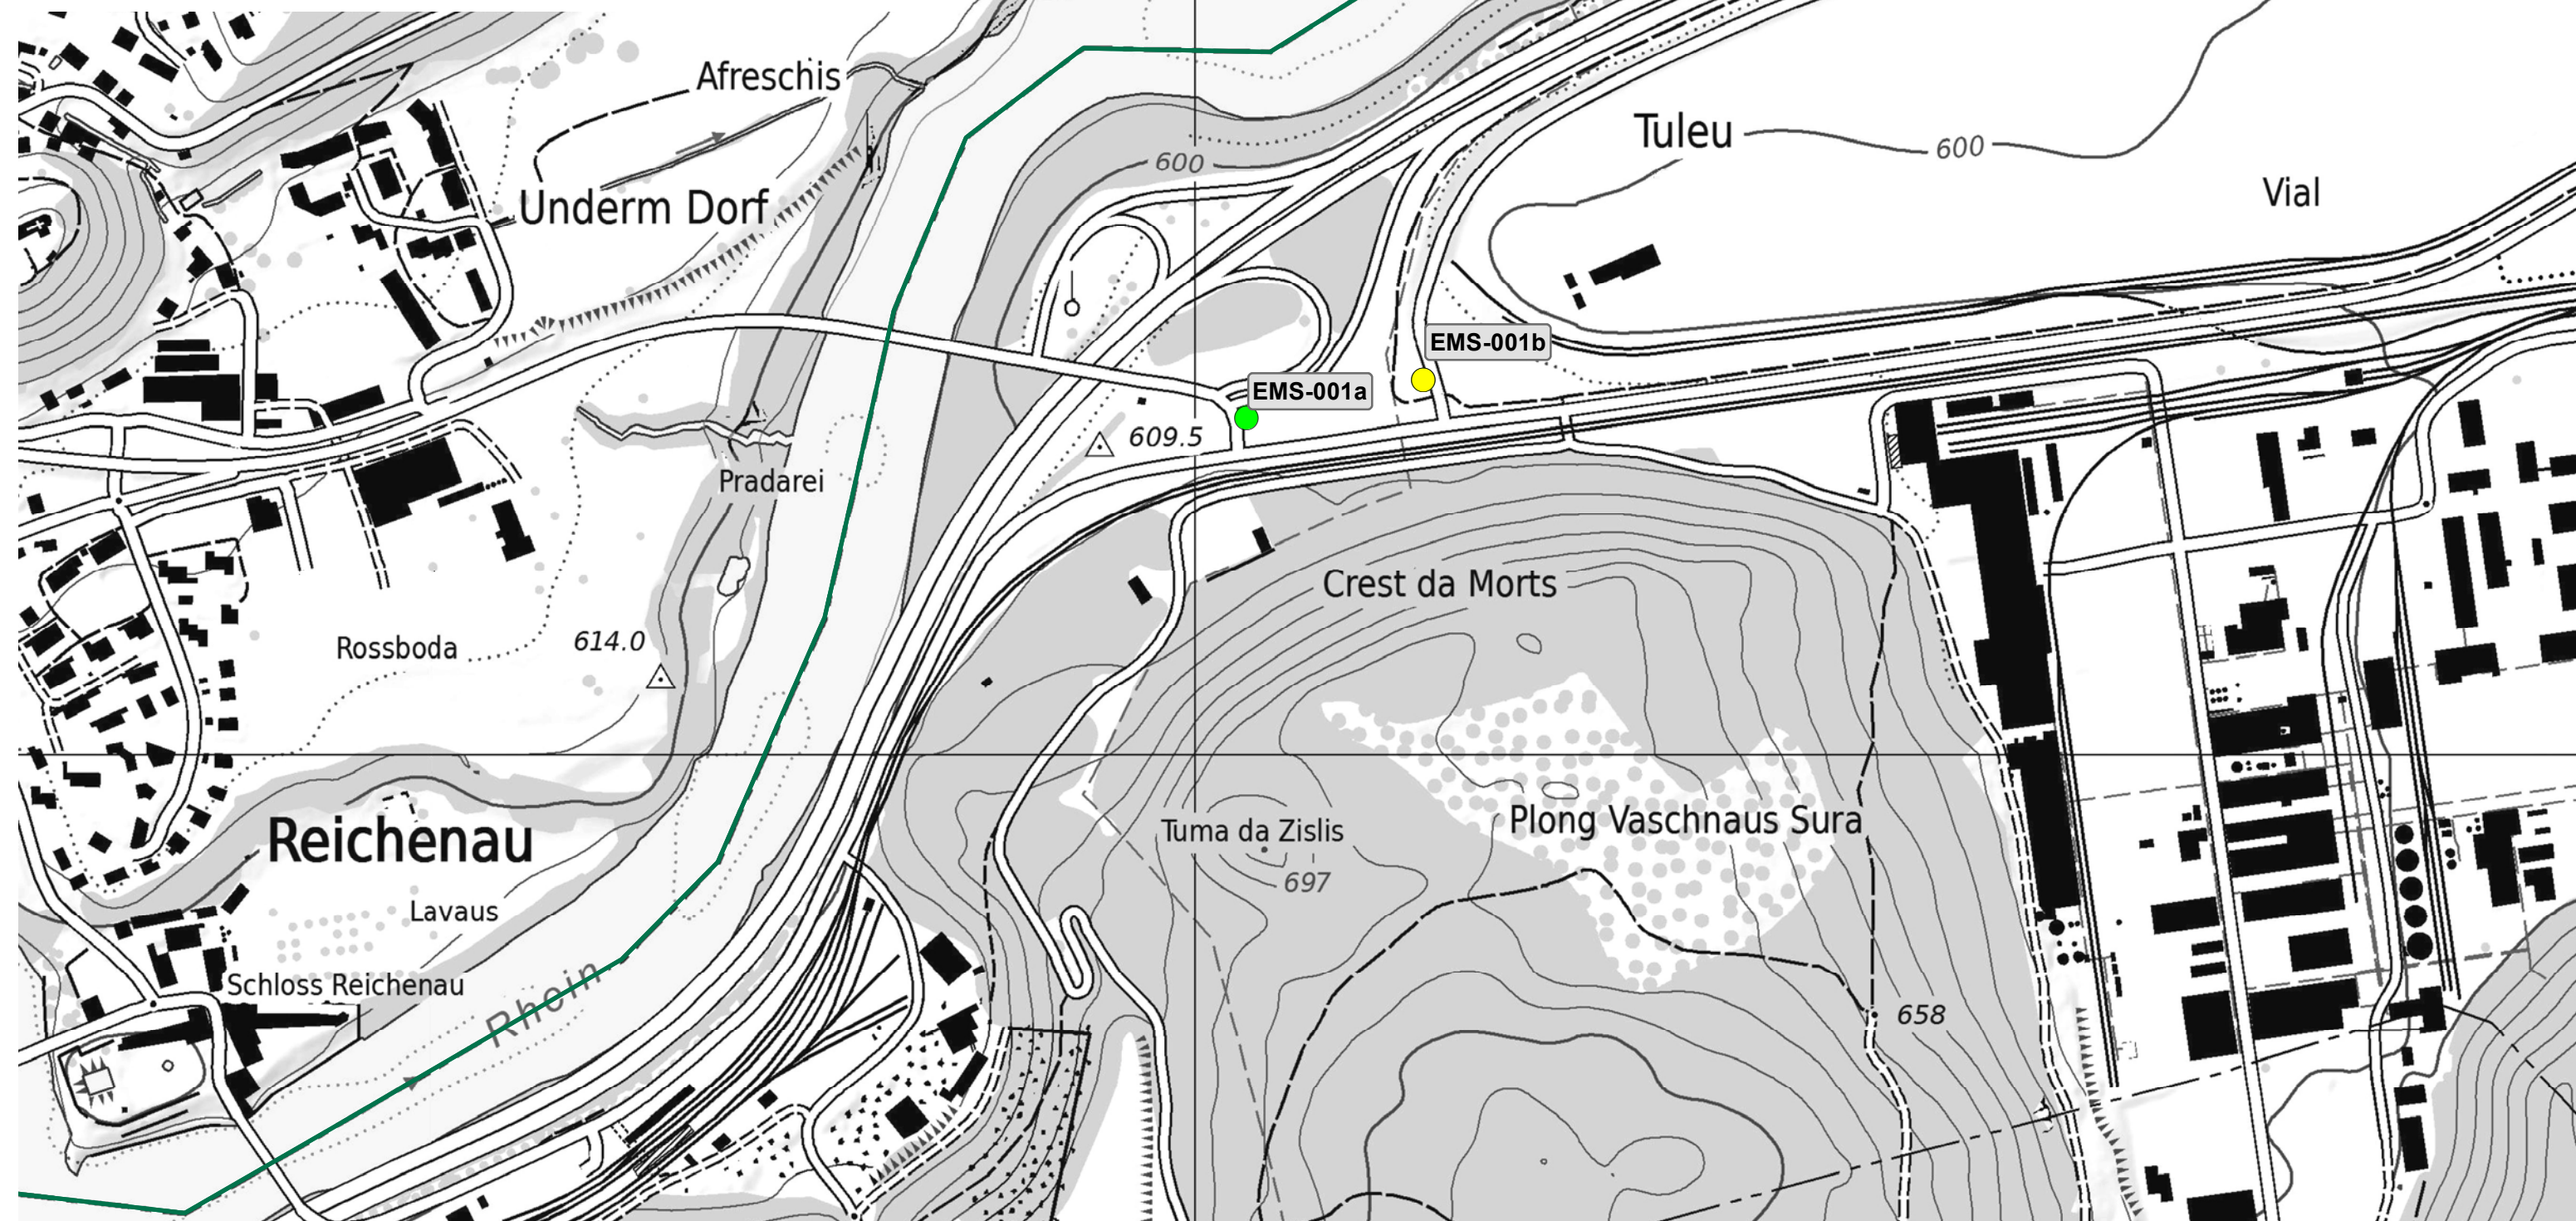 Afreschis
Tuleu
600
600
Vial
Underm Dorf
EMS-001b
EMS-001a
609.5
Pradarei
Crest da Morts
614.0
Rossboda
Reichenau
Tuma da Zislis
Plong Vaschnaus Sura
697
Lavaus
Schloss Reichenau
Rhein
658